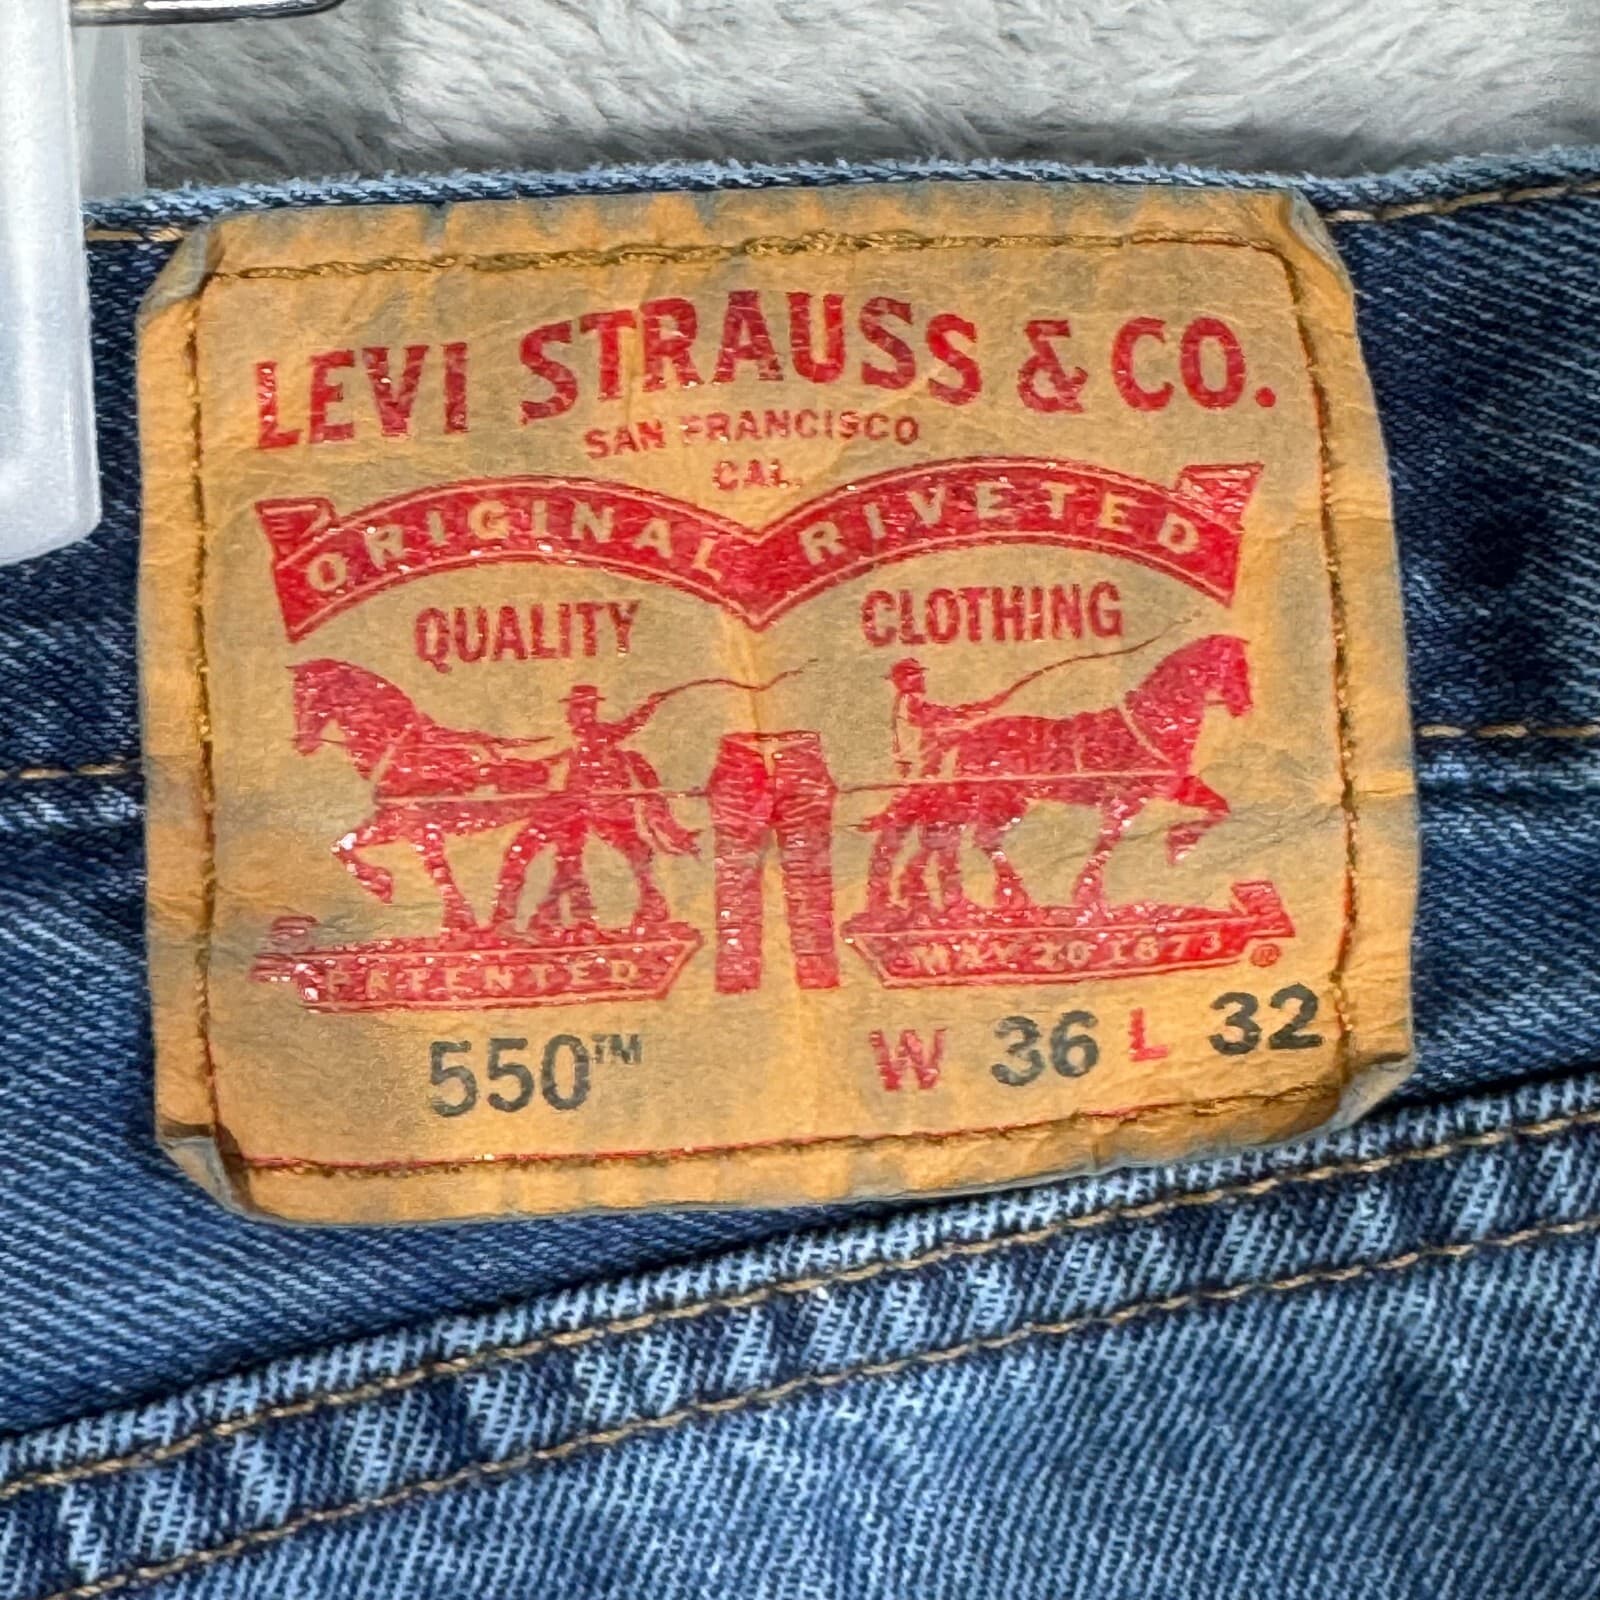 LEVI STRAUSS & CO.
SAN FRANCISCO
CAL.
ORIGINAL RIVETED
QUALITY CLOTHING
PATENTED MAY 20 1873 ®
550™ W 36 L 32